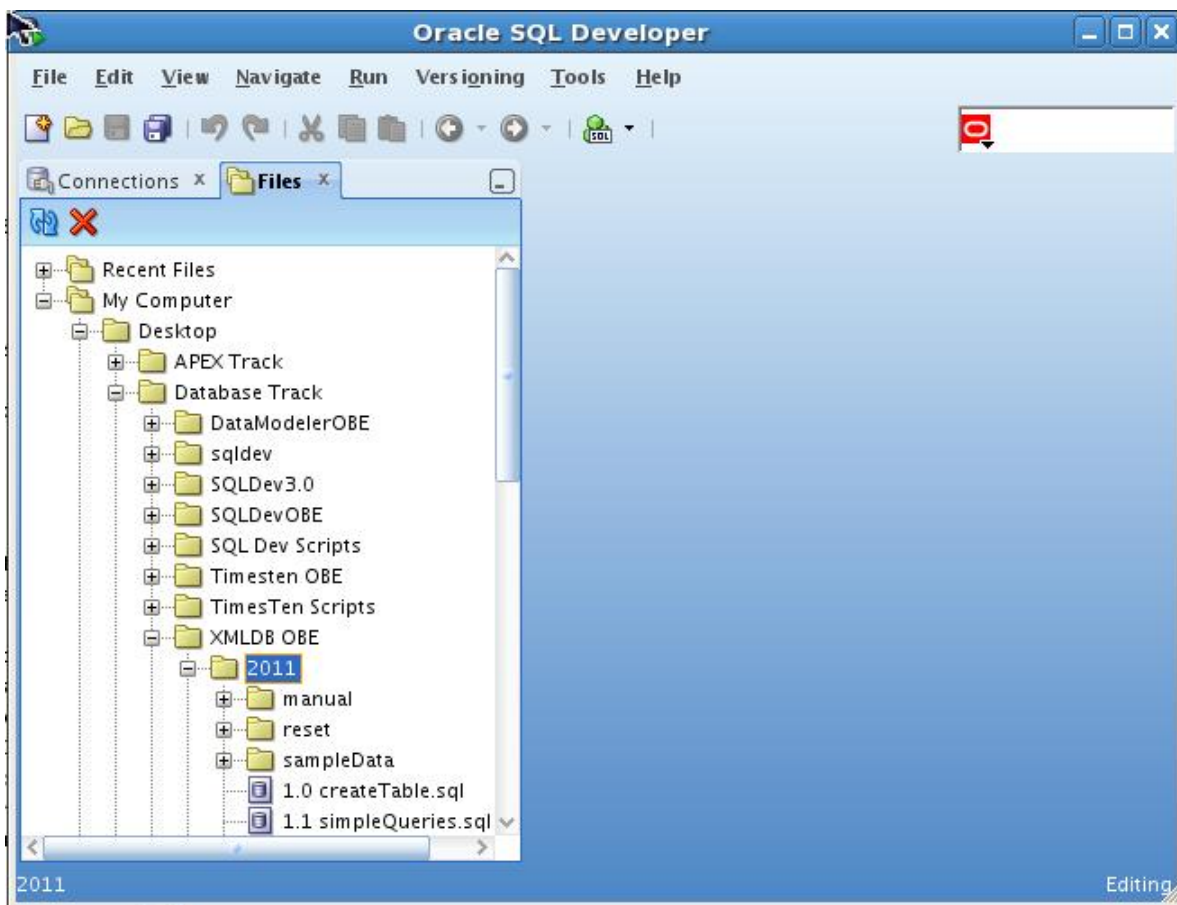 Oracle SQL Developer
File Edit View Navigate Run Versioning Tools Help
SQL
Connections x Files x
Recent Files
My Computer
Desktop
APEX Track
Database Track
DataModelerOBE
sqldev
SQLDev3.0
SQLDevOBE
SQL Dev Scripts
Timesten OBE
TimesTen Scripts
XMLDB OBE
2011
manual
reset
sampleData
1.0 createTable.sql
1.1 simpleQueries.sql
2011 Editing